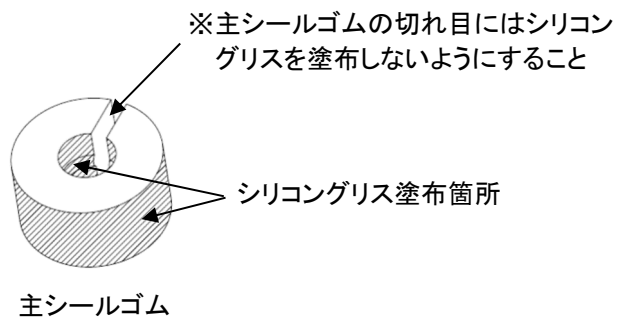 ※主シールゴムの切れ目にはシリコン
グリスを塗布しないようにすること
シリコングリス塗布箇所
主シールゴム